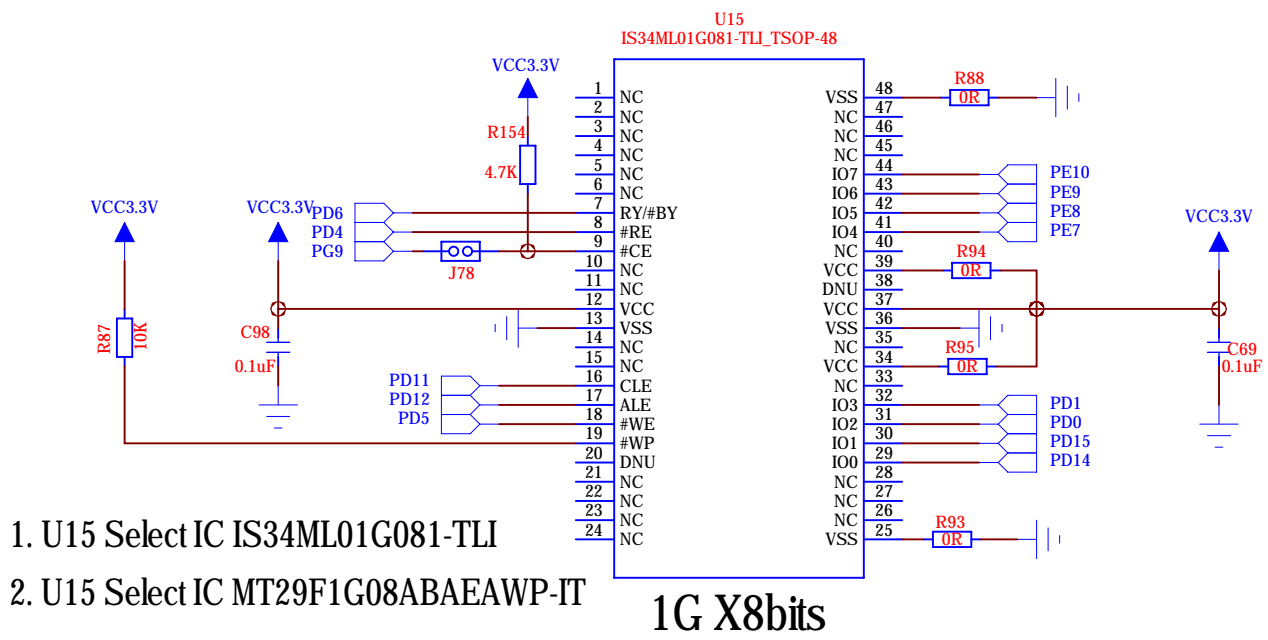 U15
IS34ML01G081-TLI_TSOP-48
VCC3.3V
R154
4.7K
VCC3.3V
VCC3.3V
PD6
PD4
PG9
J78
R87
10K
C98
0.1uF
PD11
PD12
PD5
1 NC
2 NC
3 NC
4 NC
5 NC
6 NC
7 RY/#BY
8 #RE
9 #CE
10 NC
11 NC
12 VCC
13 VSS
14 NC
15 NC
16 CLE
17 ALE
18 #WE
19 #WP
20 DNU
21 NC
22 NC
23 NC
24 NC
VSS 48
NC 47
NC 46
NC 45
IO7 44
IO6 43
IO5 42
IO4 41
NC 40
VCC 39
DNU 38
VCC 37
VSS 36
NC 35
VCC 34
NC 33
IO3 32
IO2 31
IO1 30
IO0 29
NC 28
NC 27
NC 26
VSS 25
R88
0R
PE10
PE9
PE8
PE7
R94
0R
VCC3.3V
R95
0R
C69
0.1uF
PD1
PD0
PD15
PD14
R93
0R
1. U15 Select IC IS34ML01G081-TLI
2. U15 Select IC MT29F1G08ABAEAWP-IT
1G X8bits